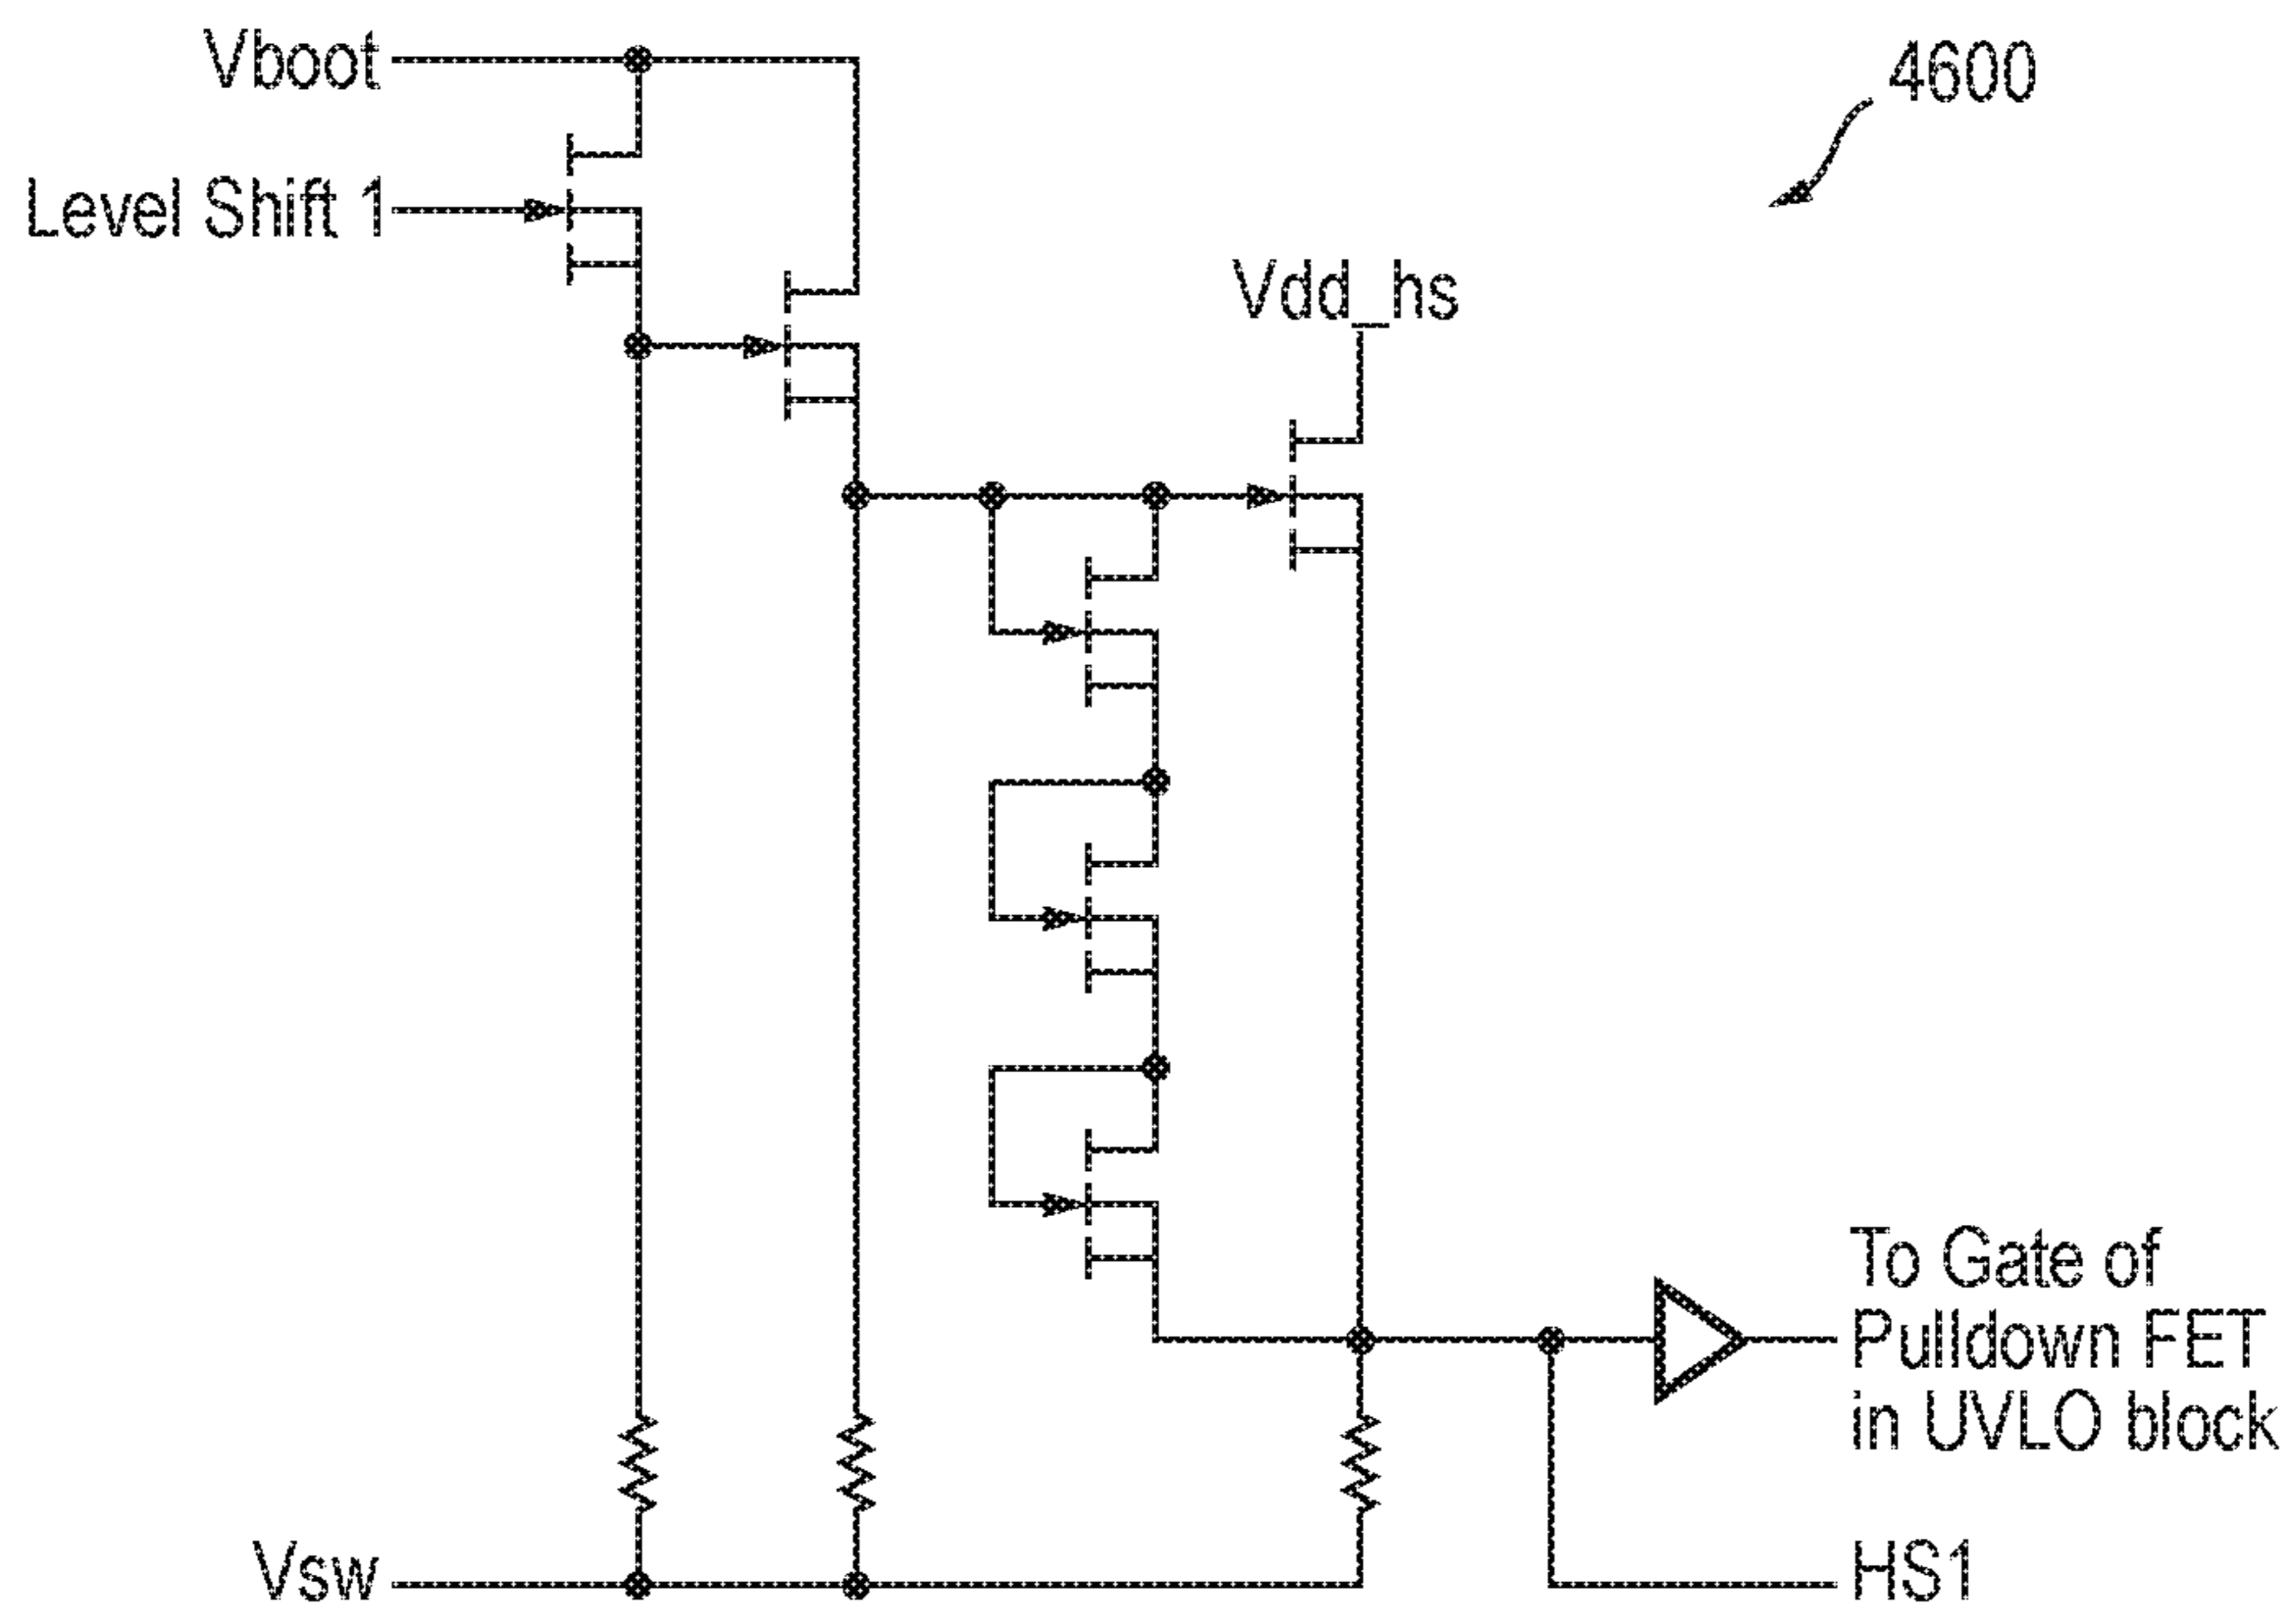 Vboot
4600
Level Shift 1
Vdd_hs
To Gate of
Pulldown FET
in UVLO block
Vsw
HS1